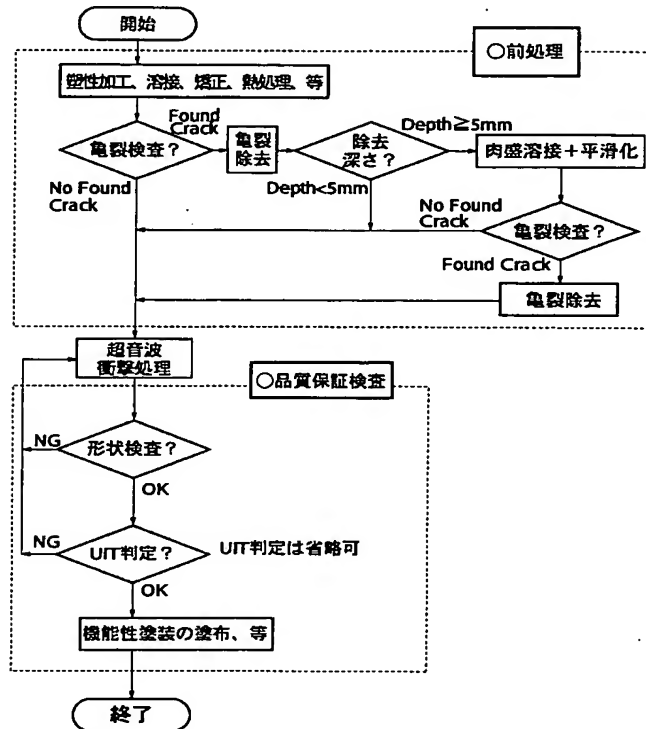 開始
○前処理
塑性加工、溶接、矯正、熱処理、等
Found
Crack
亀裂検査?
亀裂
除去
除去
深さ?
Depth≧5mm
肉盛溶接+平滑化
No Found
Crack
Depth<5mm
No Found
Crack
亀裂検査?
Found Crack
亀裂除去
超音波
衝撃処理
○品質保証検査
NG
形状検査?
OK
NG
UIT判定?
UIT判定は省略可
OK
機能性塗装の塗布、等
終了